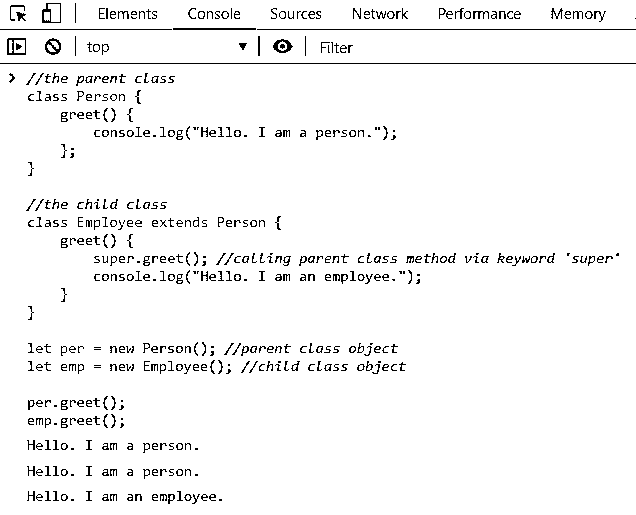 Elements Console Sources Network Performance Memory
top Filter
//the parent class
class Person {
    greet() {
        console.log("Hello. I am a person.");
    };
}
//the child class
class Employee extends Person {
    greet() {
        super.greet(); //calling parent class method via keyword 'super'
        console.log("Hello. I am an employee.");
    }
}
let per = new Person(); //parent class object
let emp = new Employee(); //child class object
per.greet();
emp.greet();
Hello. I am a person.
Hello. I am a person.
Hello. I am an employee.